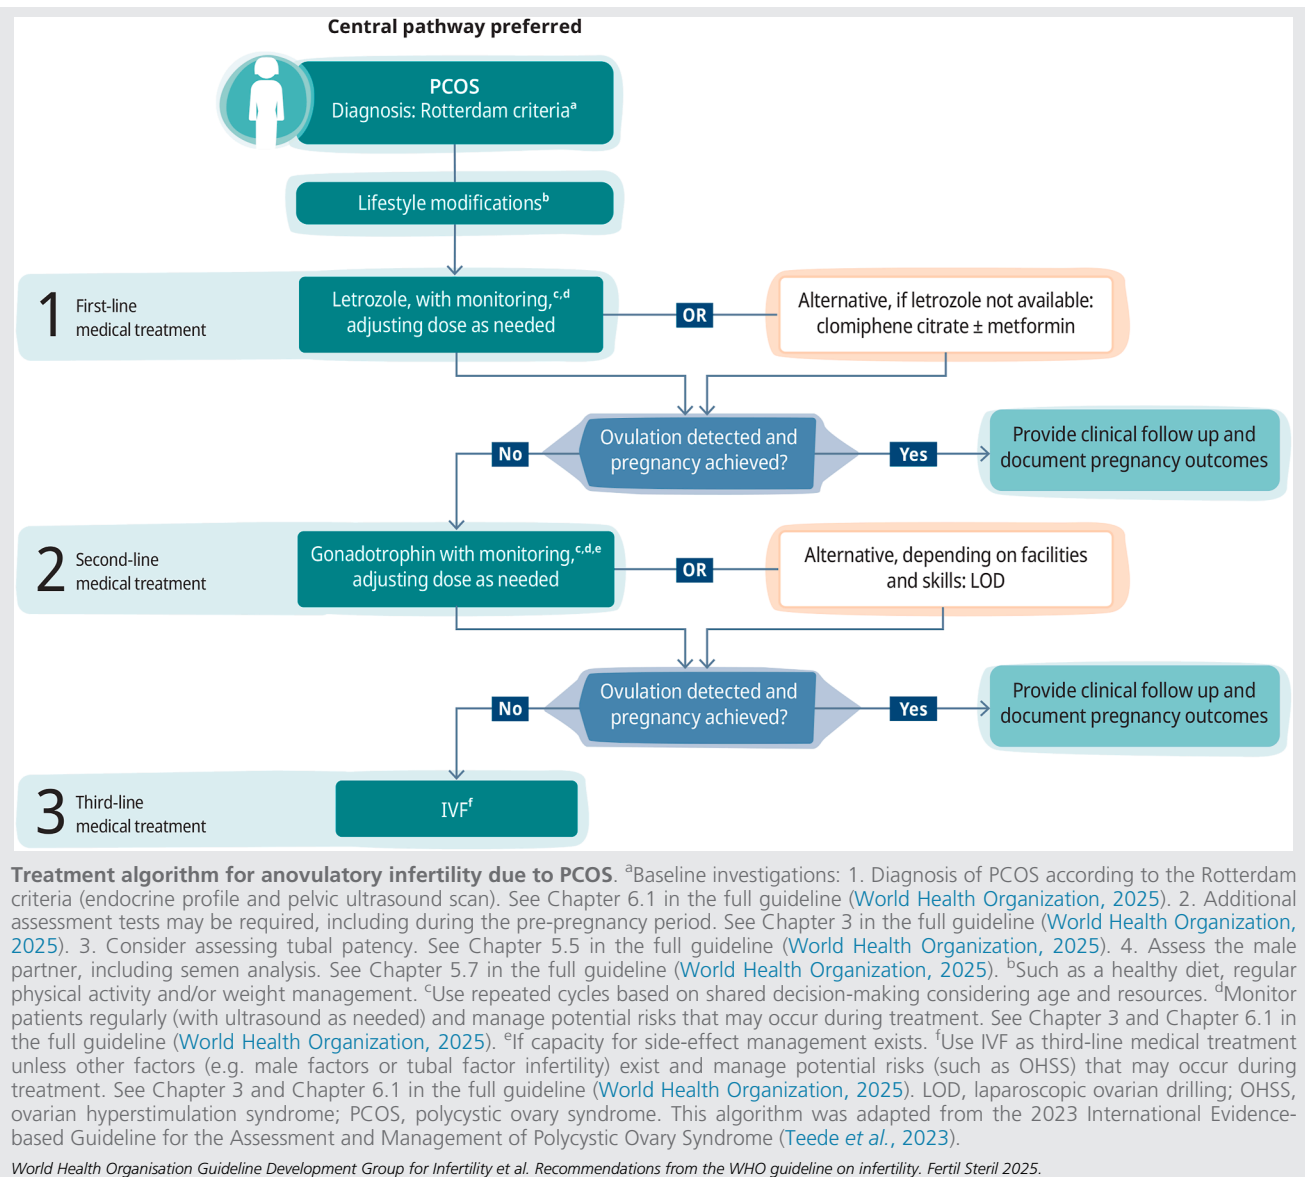 Central pathway preferred
PCOS
Diagnosis: Rotterdam criteriaᵃ
Lifestyle modificationsᵇ
1
First-line
medical treatment
Letrozole, with monitoring,ᶜ,ᵈ
adjusting dose as needed
OR
Alternative, if letrozole not available:
clomiphene citrate ± metformin
Ovulation detected and
pregnancy achieved?
No
Yes
Provide clinical follow up and
document pregnancy outcomes
2
Second-line
medical treatment
Gonadotrophin with monitoring,ᶜ,ᵈ,ᵉ
adjusting dose as needed
OR
Alternative, depending on facilities
and skills: LOD
Ovulation detected and
pregnancy achieved?
No
Yes
Provide clinical follow up and
document pregnancy outcomes
3
Third-line
medical treatment
IVFᶠ
Treatment algorithm for anovulatory infertility due to PCOS. ᵃBaseline investigations: 1. Diagnosis of PCOS according to the Rotterdam
criteria (endocrine profile and pelvic ultrasound scan). See Chapter 6.1 in the full guideline (World Health Organization, 2025). 2. Additional
assessment tests may be required, including during the pre-pregnancy period. See Chapter 3 in the full guideline (World Health Organization,
2025). 3. Consider assessing tubal patency. See Chapter 5.5 in the full guideline (World Health Organization, 2025). 4. Assess the male
partner, including semen analysis. See Chapter 5.7 in the full guideline (World Health Organization, 2025). ᵇSuch as a healthy diet, regular
physical activity and/or weight management. ᶜUse repeated cycles based on shared decision-making considering age and resources. ᵈMonitor
patients regularly (with ultrasound as needed) and manage potential risks that may occur during treatment. See Chapter 3 and Chapter 6.1 in
the full guideline (World Health Organization, 2025). ᵉIf capacity for side-effect management exists. ᶠUse IVF as third-line medical treatment
unless other factors (e.g. male factors or tubal factor infertility) exist and manage potential risks (such as OHSS) that may occur during
treatment. See Chapter 3 and Chapter 6.1 in the full guideline (World Health Organization, 2025). LOD, laparoscopic ovarian drilling; OHSS,
ovarian hyperstimulation syndrome; PCOS, polycystic ovary syndrome. This algorithm was adapted from the 2023 International Evidence-
based Guideline for the Assessment and Management of Polycystic Ovary Syndrome (Teede et al., 2023).
World Health Organisation Guideline Development Group for Infertility et al. Recommendations from the WHO guideline on infertility. Fertil Steril 2025.